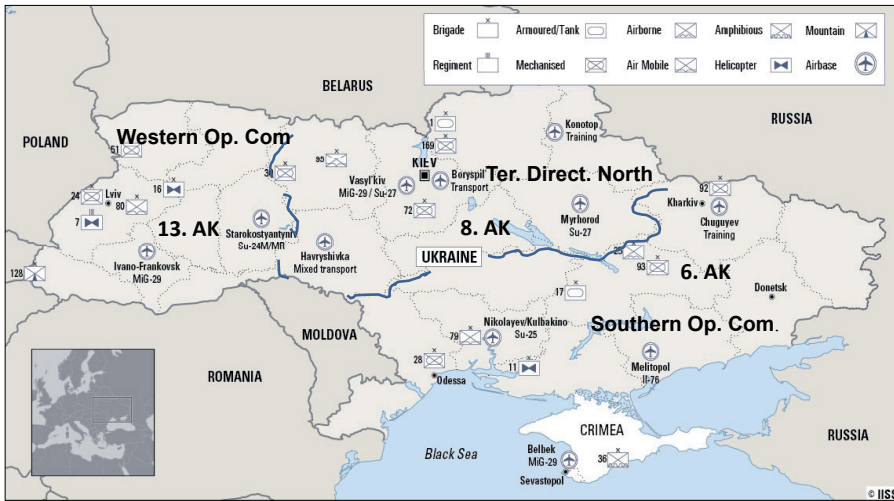 Brigade Armoured/Tank Airborne Amphibious Mountain
Regiment Mechanised Air Mobile Helicopter Airbase
BELARUS
RUSSIA
POLAND
Western Op. Com
51
1
169
Konotop
Training
95
KIEV
Vasyl'kiv
MiG-29 / Su-27
Boryspil'
Transport
Ter. Direct. North
24
Lviv
80
16
7
13. AK
Starokostyantyniv
Su-24M/MR
72
8. AK
Myrhorod
Su-27
92
Kharkiv
Chuguyev
Training
128
Ivano-Frankovsk
MiG-29
Havryshivka
Mixed transport
UKRAINE
25
93
6. AK
Donetsk
17
MOLDOVA
79
Nikolayev/Kulbakino
Su-25
Southern Op. Com.
28
Odessa
11
Melitopol
Il-76
ROMANIA
CRIMEA
Black Sea
Belbek
MiG-29
36
Sevastopol
RUSSIA
© IISS